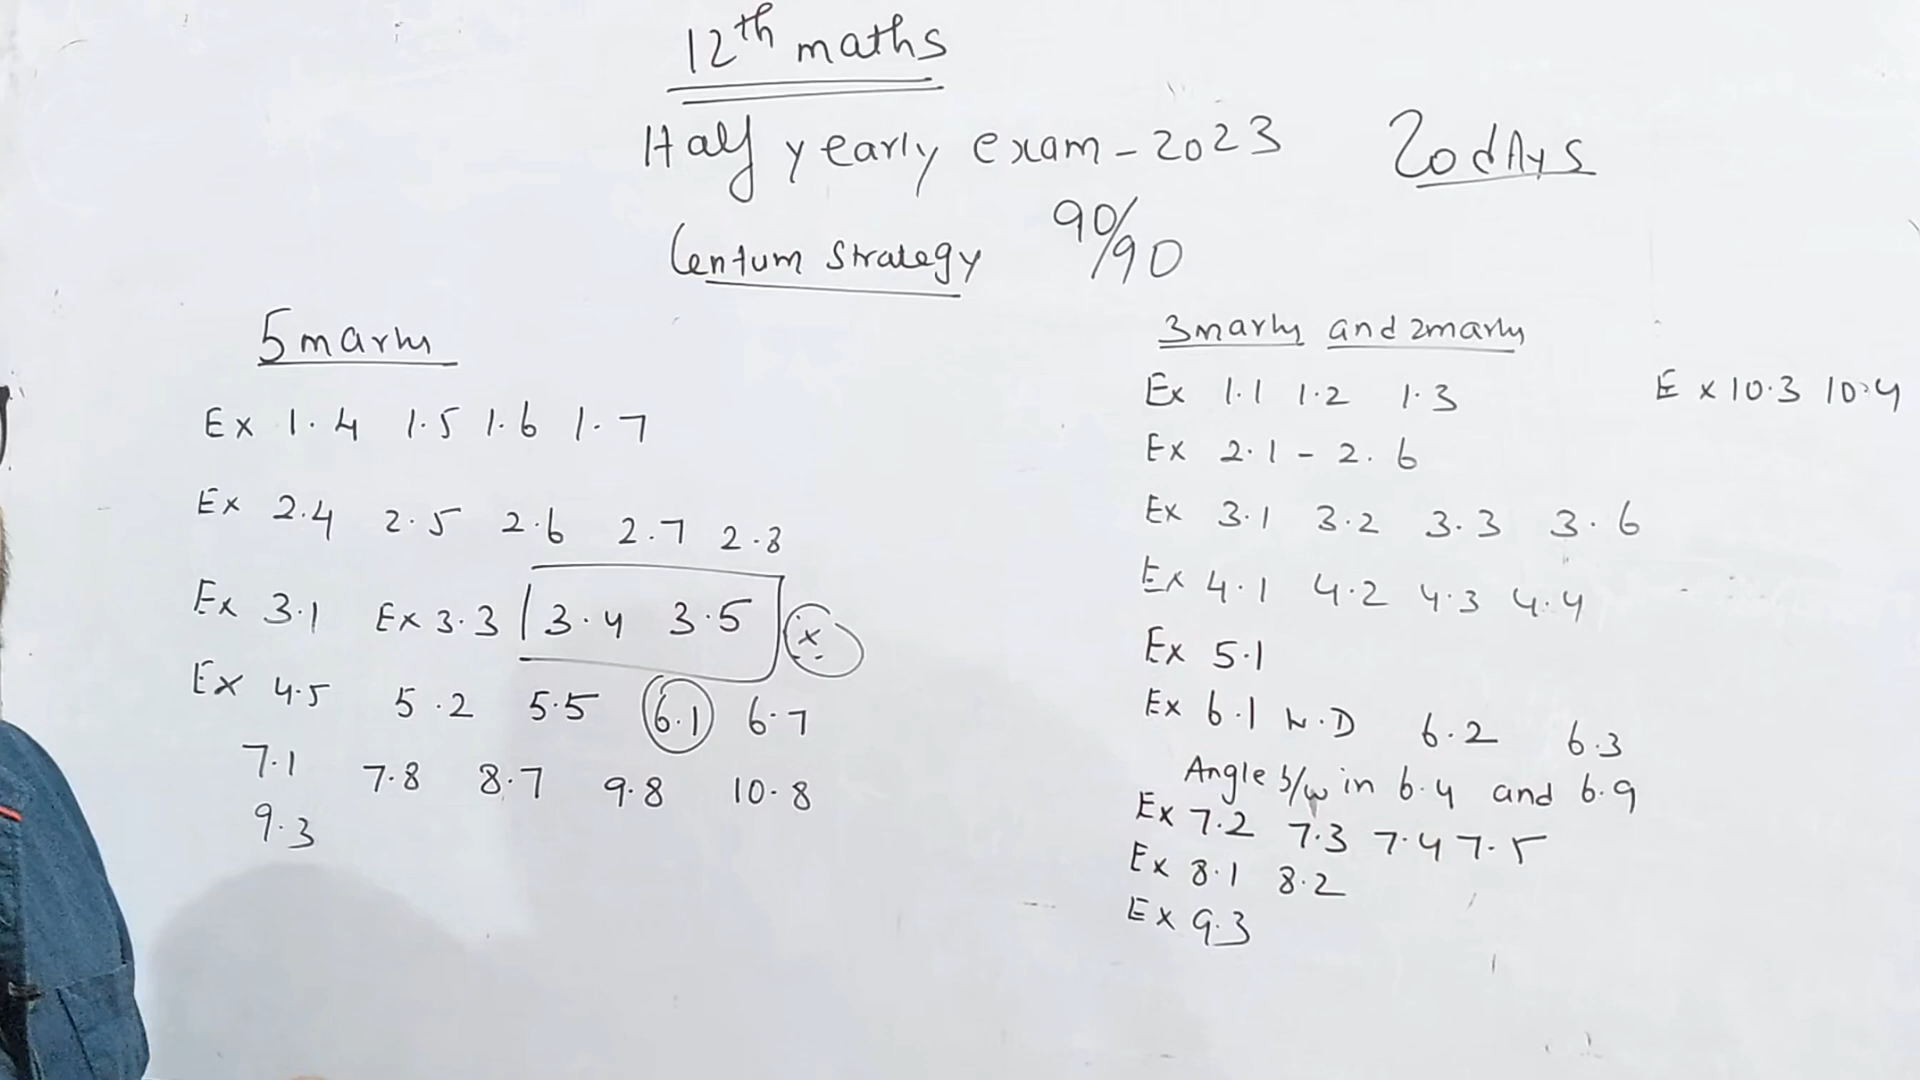 12th maths
Half yearly exam - 2023
20 dAys
Centum Strategy
90/90
5 marks
Ex 1.4 1.5 1.6 1.7
Ex 2.4 2.5 2.6 2.7 2.8
Ex 3.1 Ex 3.3 3.4 3.5 x
Ex 4.5 5.2 5.5 6.1 6.7
7.1 7.8 8.7 9.8 10.8
9.3
3 marks and 2 marks
Ex 1.1 1.2 1.3
Ex 2.1 - 2.6
Ex 3.1 3.2 3.3 3.6
Ex 4.1 4.2 4.3 4.4
Ex 5.1
Ex 6.1 W.D 6.2 6.3
Angle b/w in 6.4 and 6.9
Ex 7.2 7.3 7.4 7.5
Ex 8.1 8.2
Ex 9.3
Ex 10.3 10.4